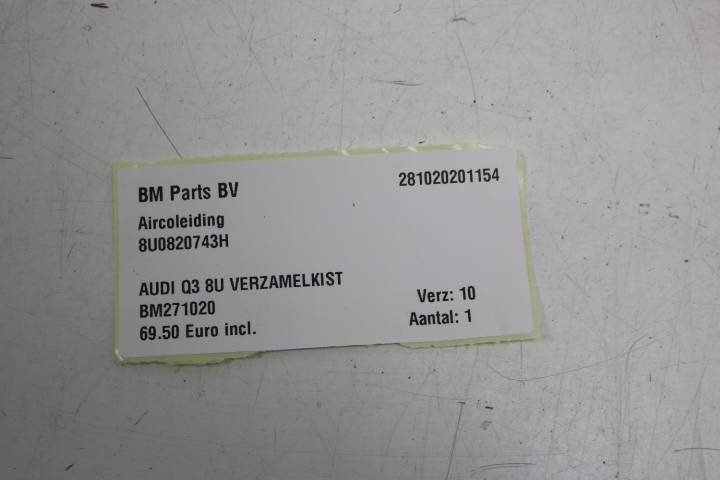 BM Parts BV 281020201154
Aircoleiding
8U0820743H
AUDI Q3 8U VERZAMELKIST
BM271020 Verz: 10
69.50 Euro incl. Aantal: 1